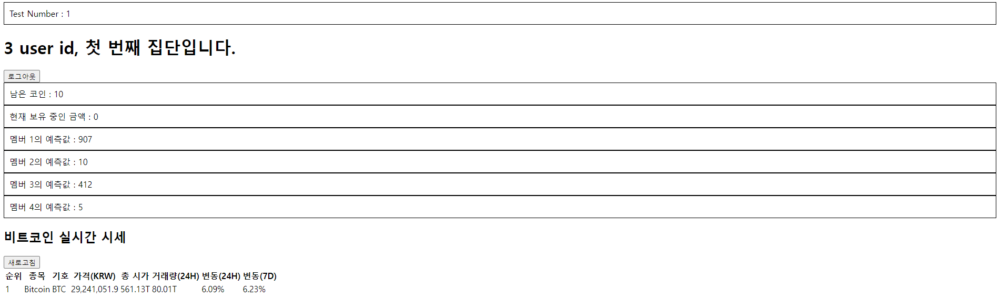 Test Number : 1
3 user id, 첫 번째 집단입니다.
로그아웃
남은 코인 : 10
현재 보유 중인 금액 : 0
멤버 1의 예측값 : 907
멤버 2의 예측값 : 10
멤버 3의 예측값 : 412
멤버 4의 예측값 : 5
비트코인 실시간 시세
새로고침
순위 종목 기호 가격(KRW) 총 시가 거래량(24H) 변동(24H) 변동(7D)
1 Bitcoin BTC 29,241,051.9 561.13T 80.01T 6.09% 6.23%